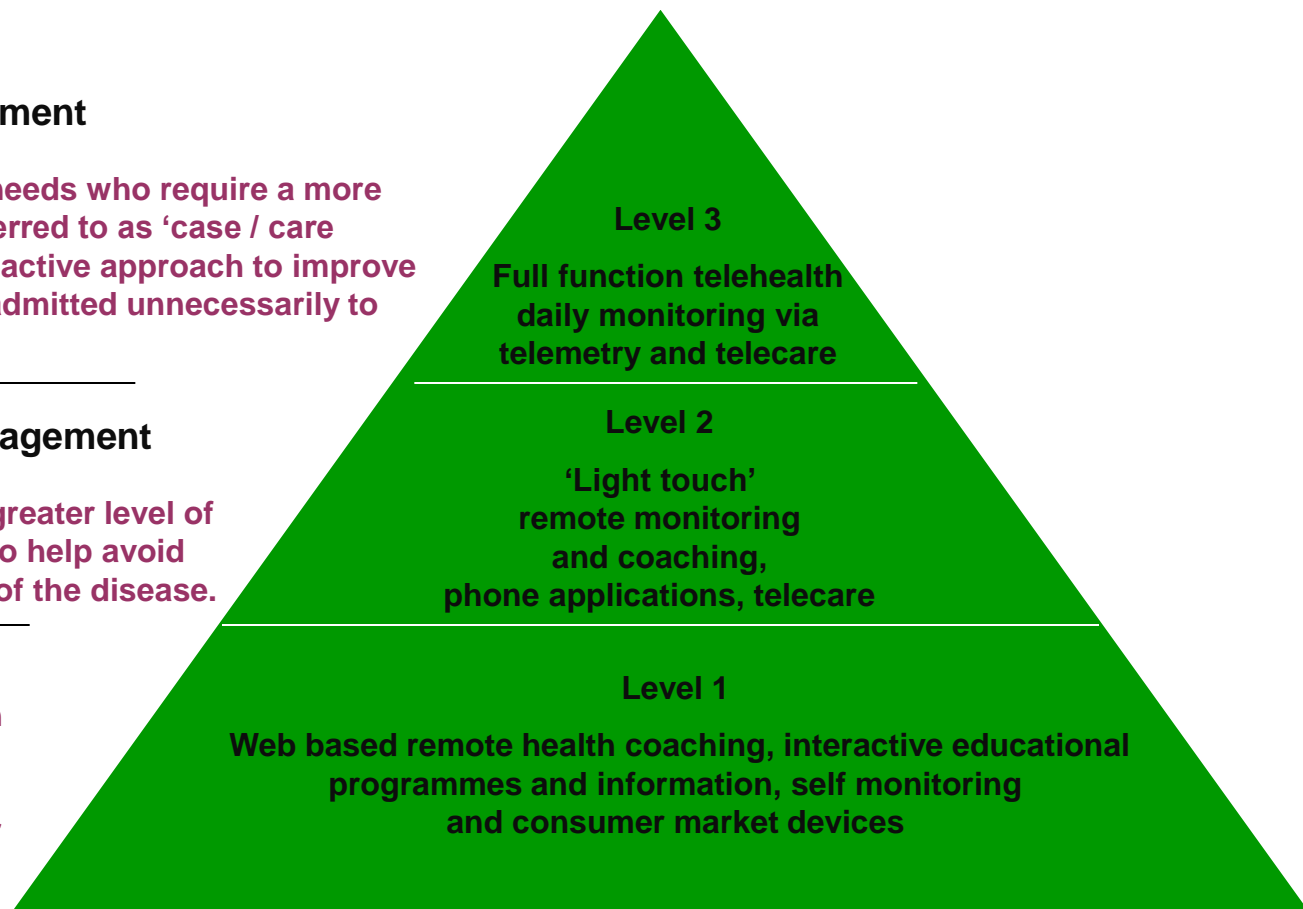 ment
needs who require a more
erred to as ‘case / care
active approach to improve
admitted unnecessarily to
agement
greater level of
o help avoid
of the disease.
Level 3
Full function telehealth
daily monitoring via
telemetry and telecare
Level 2
‘Light touch’
remote monitoring
and coaching,
phone applications, telecare
Level 1
Web based remote health coaching, interactive educational
programmes and information, self monitoring
and consumer market devices